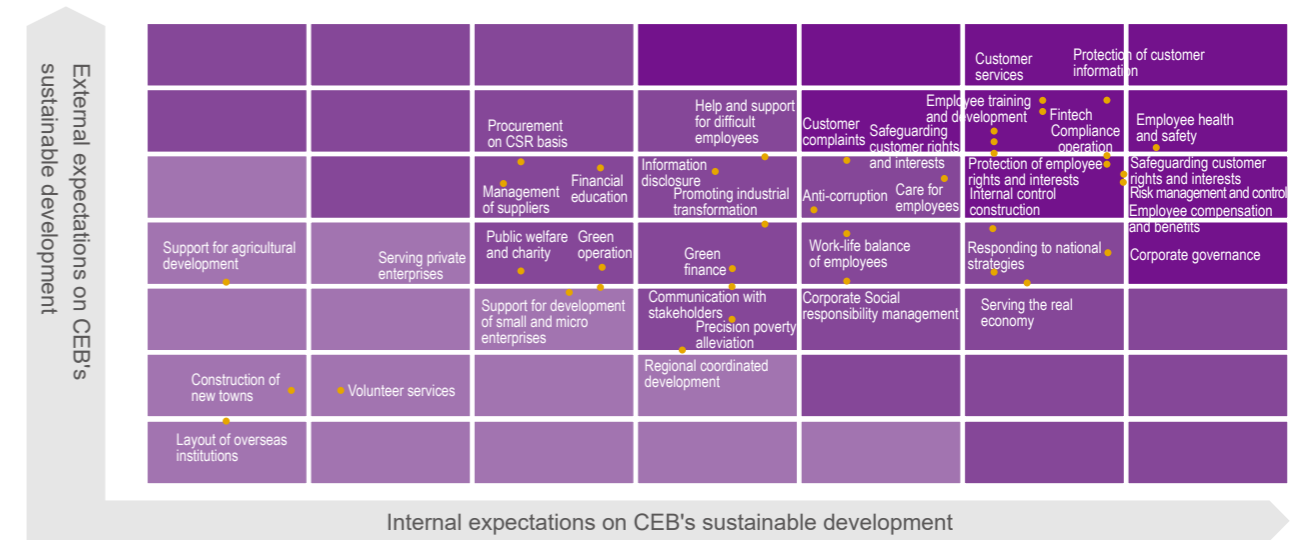 External expectations on CEB's
sustainable development
Customer
services
Protection of customer
information
Help and support
for difficult
employees
Procurement
on CSR basis
Customer
complaints
Safeguarding
customer rights
and interests
Employee training
and development
Fintech
Compliance
operation
Employee health
and safety
Information
disclosure
Financial
education
Management
of suppliers
Promoting industrial
transformation
Anti-corruption
Care for
employees
Protection of employee
rights and interests
Internal control
construction
Safeguarding customer
rights and interests
Risk management and control
Employee compensation
and benefits
Support for agricultural
development
Serving private
enterprises
Public welfare
and charity
Green
operation
Green
finance
Work-life balance
of employees
Responding to national
strategies
Corporate governance
Support for development
of small and micro
enterprises
Communication with
stakeholders
Precision poverty
alleviation
Corporate Social
responsibility management
Serving the real
economy
Construction of
new towns
Volunteer services
Regional coordinated
development
Layout of overseas
institutions
Internal expectations on CEB's sustainable development